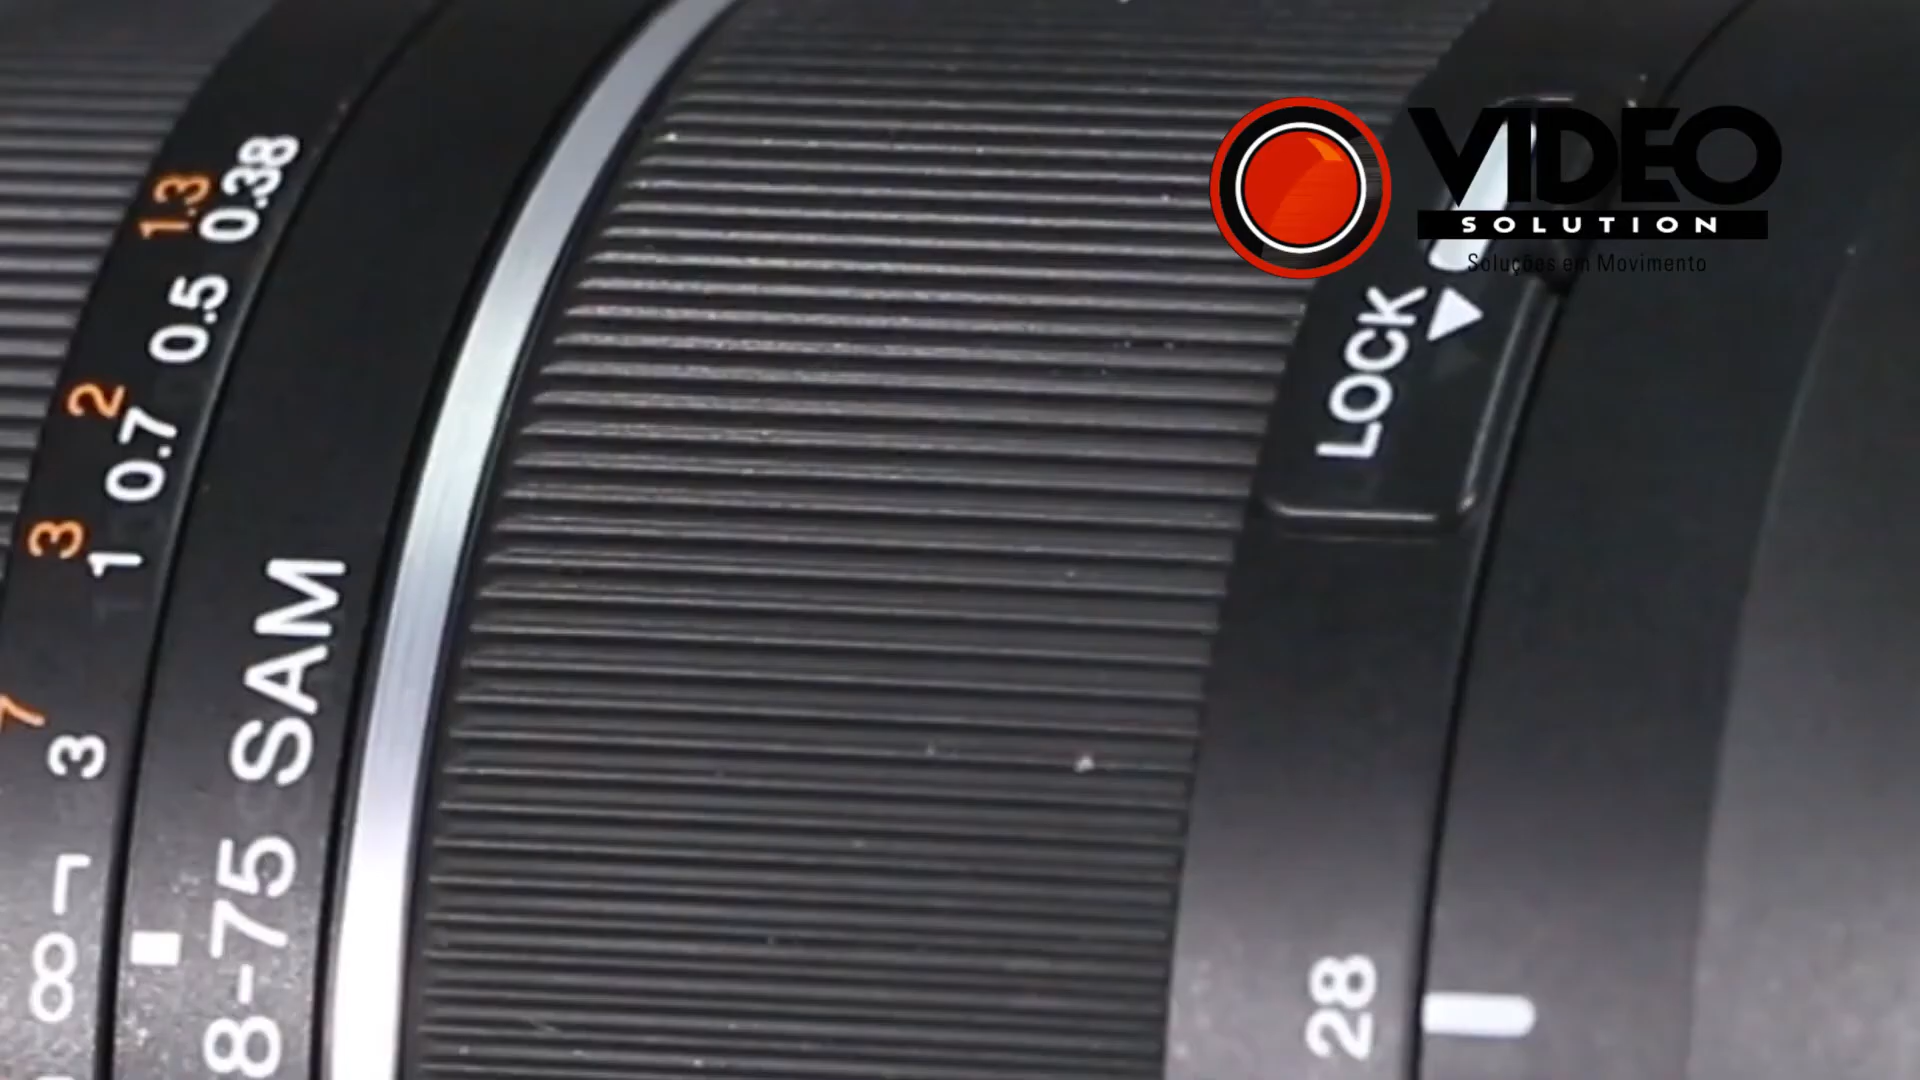 VIDEO
SOLUTION
Soluções em Movimento
LOCK
1.3
0.38
0.5
2
0.7
3
1
7
3
∞
8-75 SAM
28